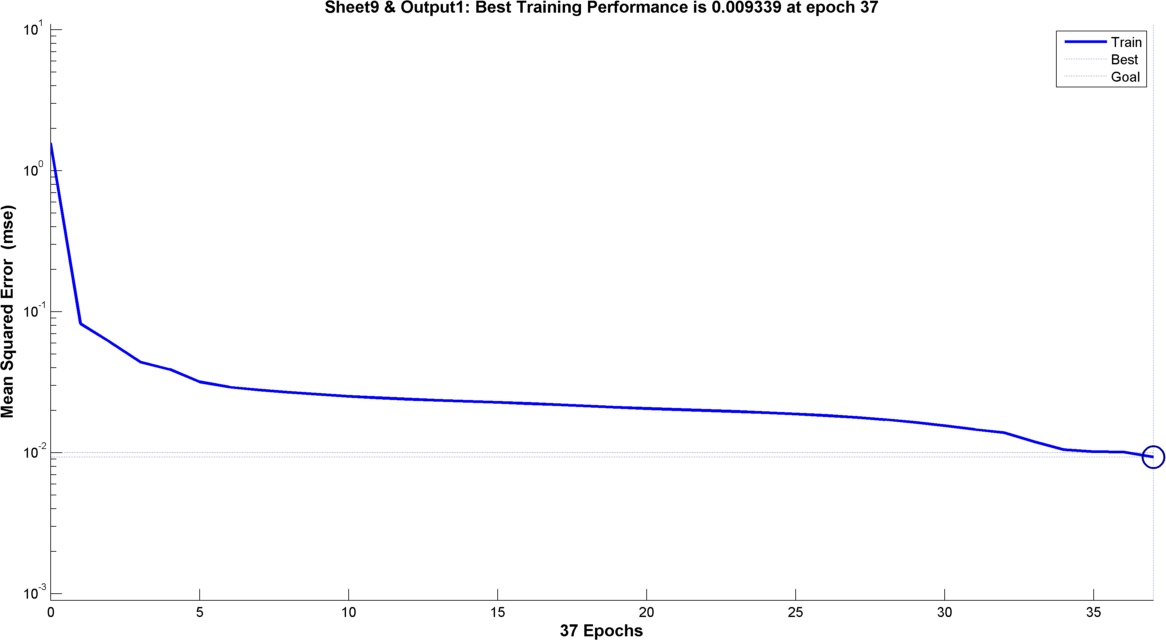 Sheet9 & Output1: Best Training Performance is 0.009339 at epoch 37
Train
Best
Goal
10^1
10^0
10^-1
10^-2
10^-3
Mean Squared Error (mse)
0 5 10 15 20 25 30 35
37 Epochs